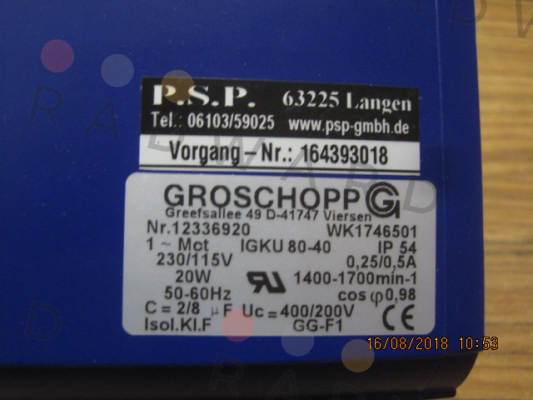 P.S.P. 63225 Langen
Tel.: 06103/59025 www.psp-gmbh.de
Vorgang – Nr.: 164393018
GROSCHOPP G
Greefsallee 49 D-41747 Viersen
Nr.12336920 WK1746501
1 ~ Mot IGKU 80-40 IP 54
230/115V 0,25/0,5A
20W 1400-1700min-1
50-60Hz cos φ 0,98
C = 2/8 μF Uc = 400/200V
Isol.Kl.F GG-F1 CE
16/08/2018 10:53
RADWARD